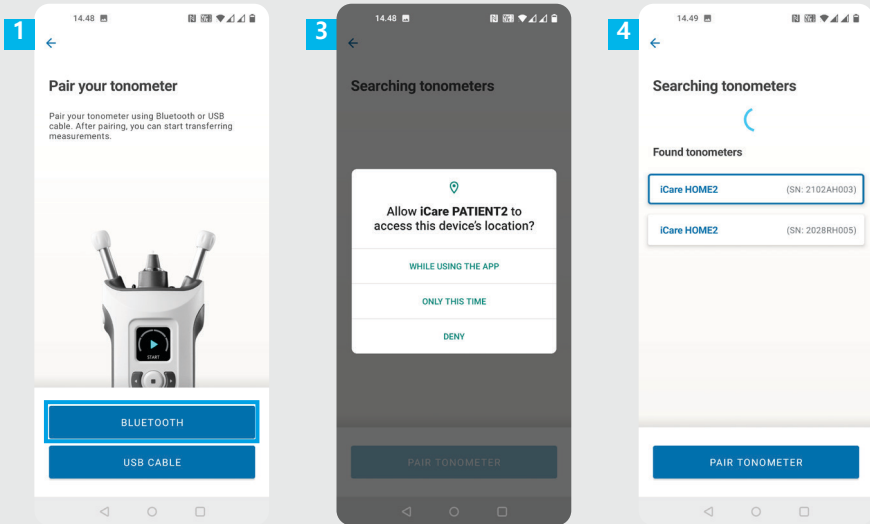 1
14.48
Pair your tonometer
Pair your tonometer using Bluetooth or USB
cable. After pairing, you can start transferring
measurements.
START
BLUETOOTH
USB CABLE
3
14.48
Searching tonometers
Allow iCare PATIENT2 to
access this device's location?
WHILE USING THE APP
ONLY THIS TIME
DENY
PAIR TONOMETER
4
14.49
Searching tonometers
Found tonometers
iCare HOME2 (SN: 2102AH003)
iCare HOME2 (SN: 2028RH005)
PAIR TONOMETER